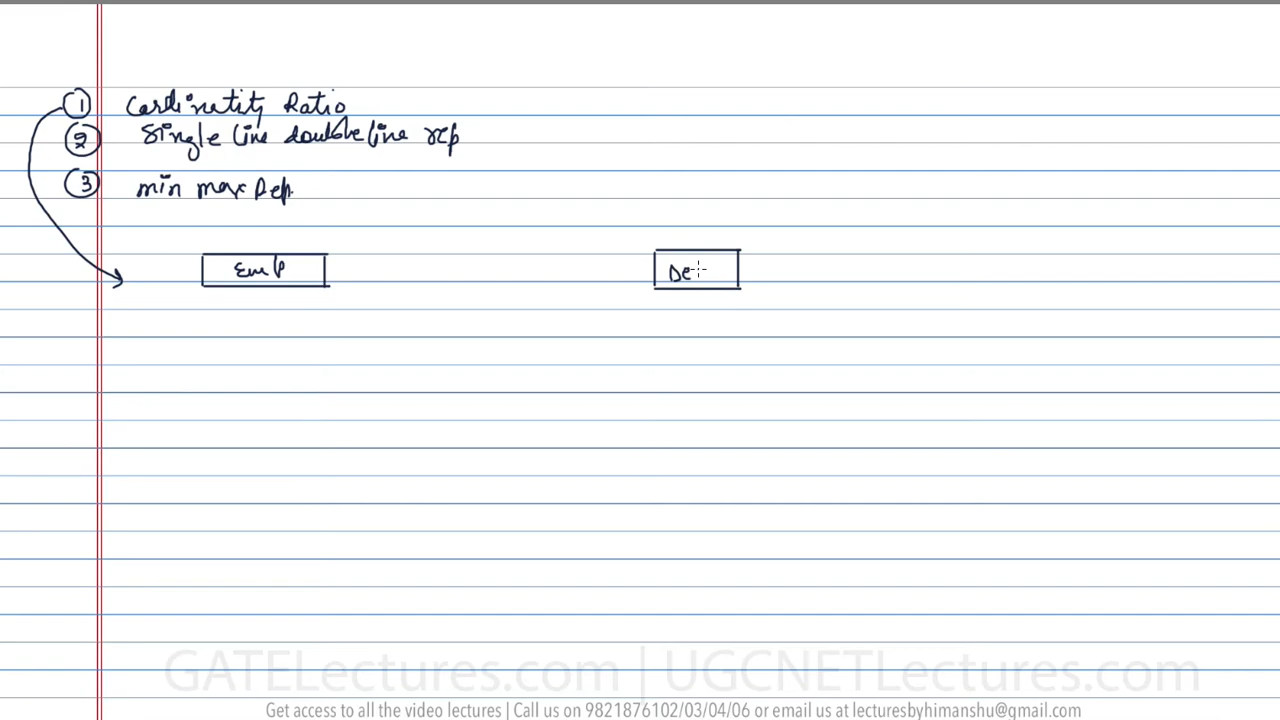 ① Cardinality Ratio
② Single line double line rep
③ min max Rep.
Emp
De
GATELectures.com | UGCNETLectures.com
Get access to all the video lectures | Call us on 9821876102/03/04/06 or email us at lecturesbyhimanshu@gmail.com